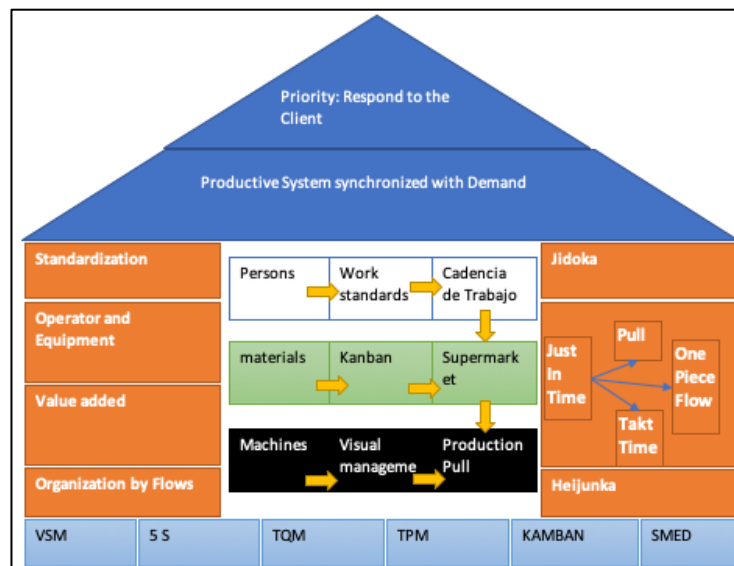 Priority: Respond to the
Client
Productive System synchronized with Demand
Standardization
Operator and
Equipment
Value added
Organization by Flows
Persons
Work
standards
Cadencia
de Trabajo
materials
Kanban
Supermark
et
Machines
Visual
manageme
Production
Pull
Jidoka
Just
In
Time
Pull
One
Piece
Flow
Takt
Time
Heijunka
VSM
5 S
TQM
TPM
KAMBAN
SMED